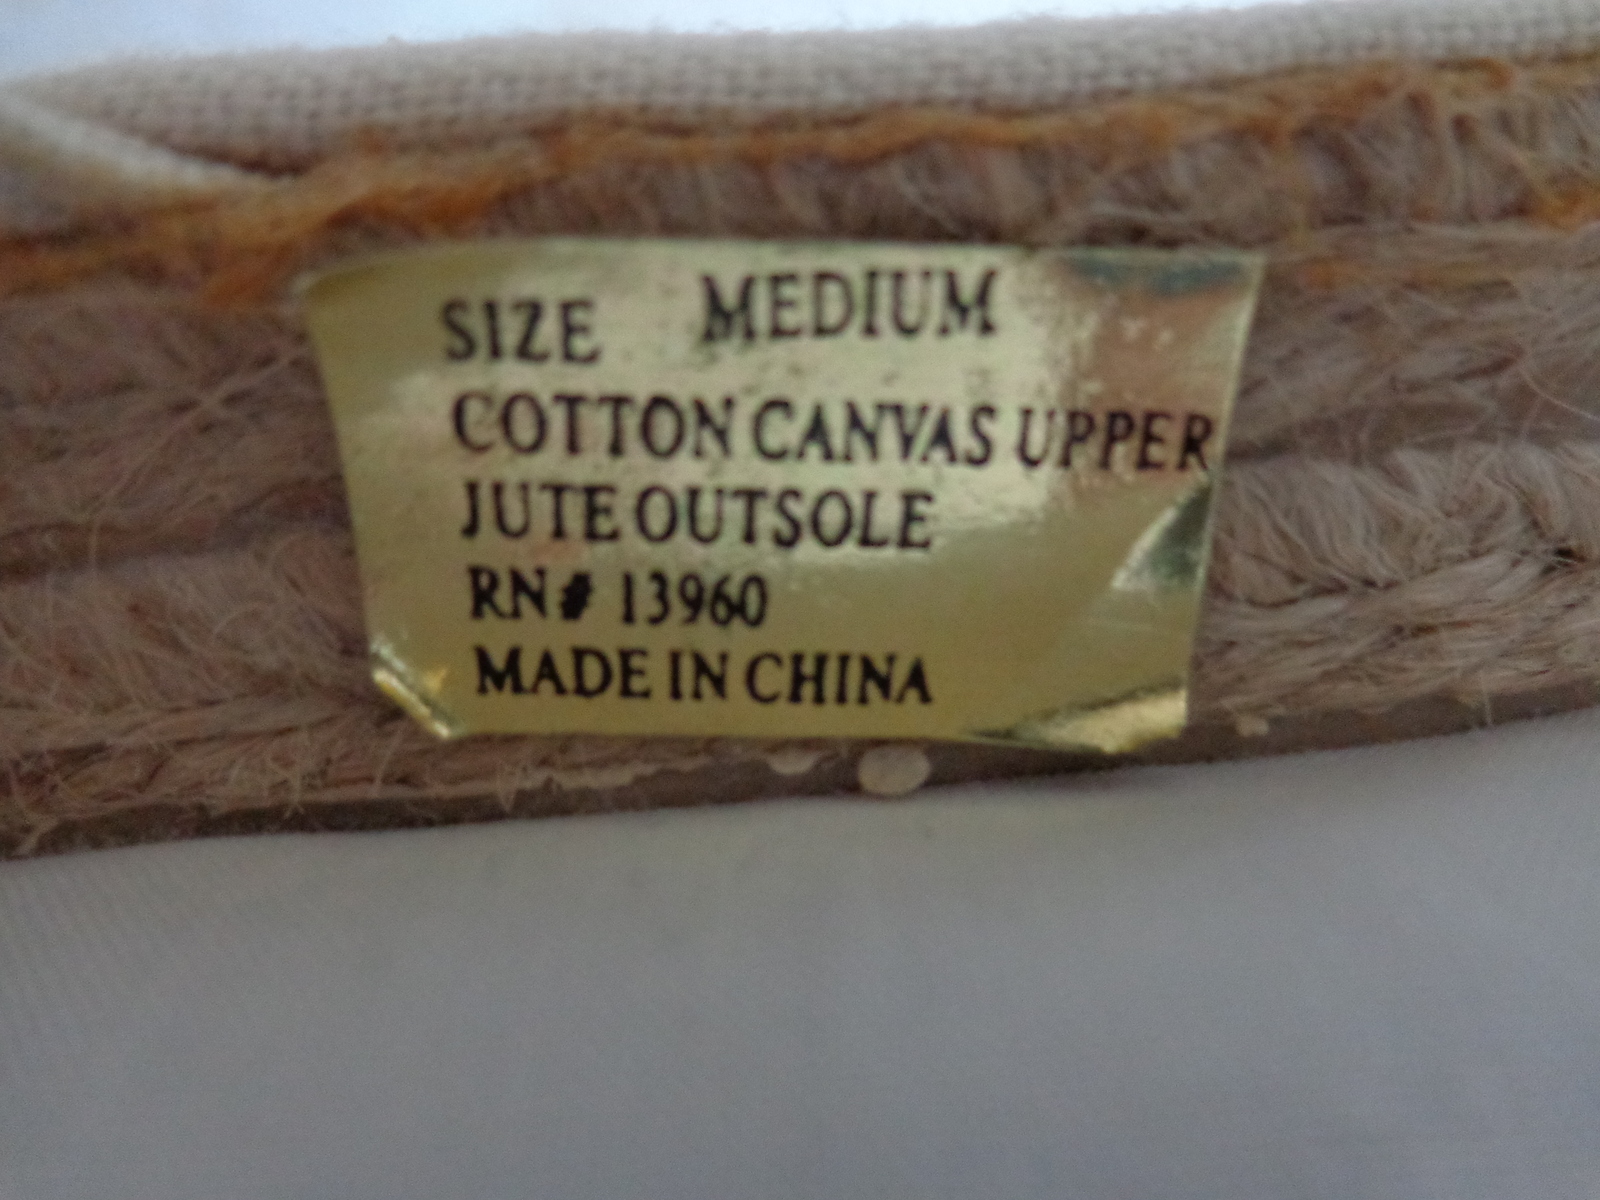 SIZE MEDIUM
COTTON CANVAS UPPER
JUTE OUTSOLE
RN# 13960
MADE IN CHINA